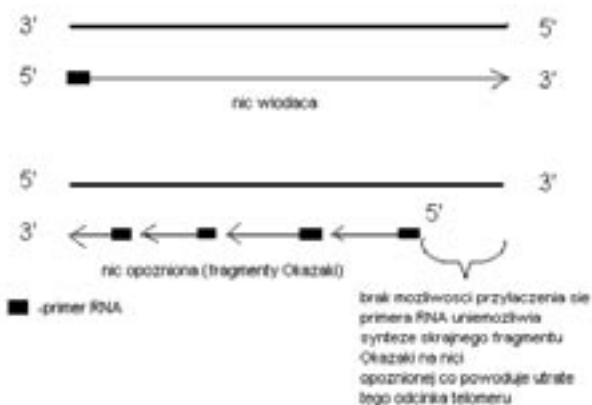 3' 5'
5' 3'
nic wiodaca
5' 3'
3' 5'
nic opozniona (fragmenty Okazaki)
-primer RNA
brak mozliwosci przylaczenia sie
primera RNA uniemozliwia
synteze skrajnego fragmentu
Okazaki na nici
opoznionej co powoduje utrate
tego odcinka telomeru